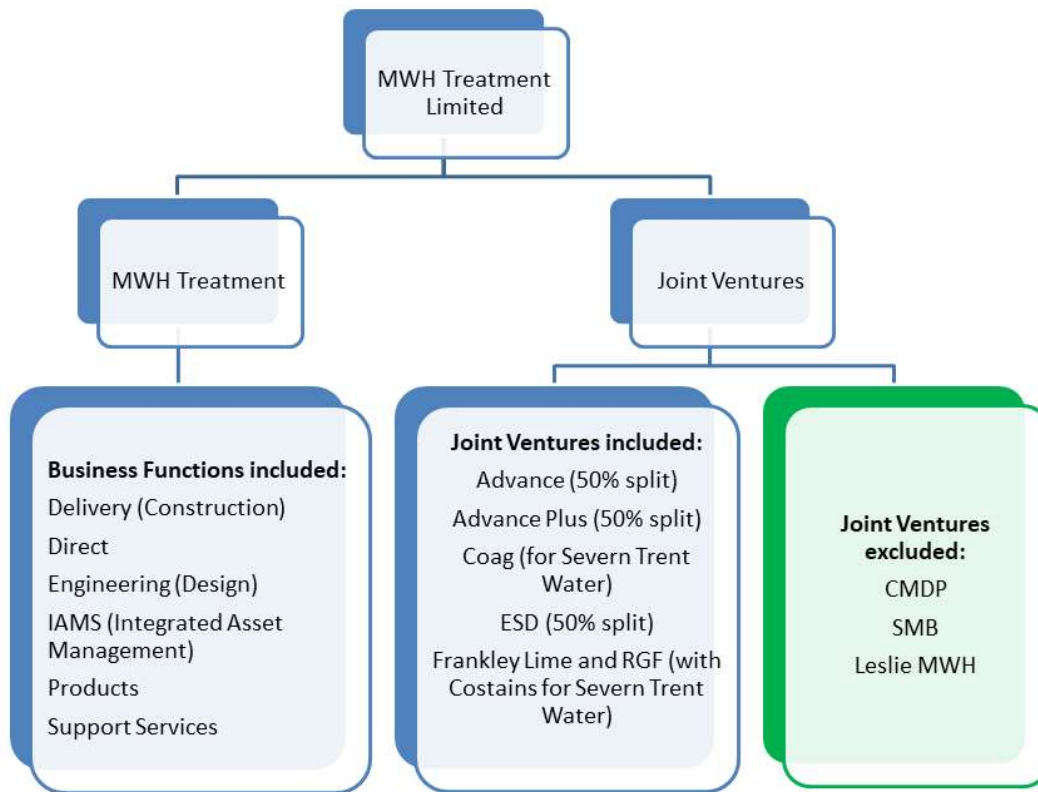 MWH Treatment
Limited
MWH Treatment
Joint Ventures
Business Functions included:
Delivery (Construction)
Direct
Engineering (Design)
IAMS (Integrated Asset
Management)
Products
Support Services
Joint Ventures included:
Advance (50% split)
Advance Plus (50% split)
Coag (for Severn Trent
Water)
ESD (50% split)
Frankley Lime and RGF (with
Costains for Severn Trent
Water)
Joint Ventures
excluded:
CMDP
SMB
Leslie MWH